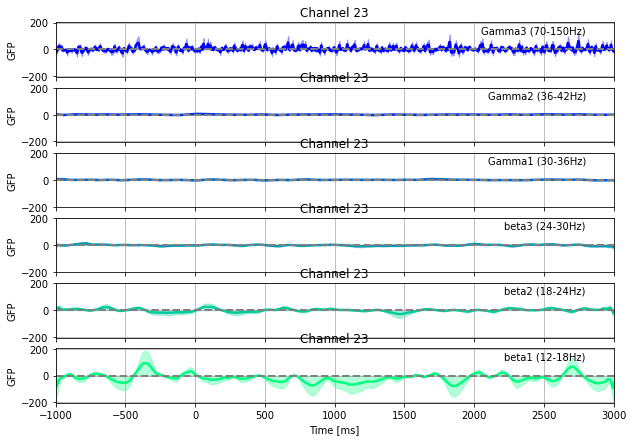 Channel 23
200
Gamma3 (70-150Hz)
GFP
0
−200
Channel 23
200
Gamma2 (36-42Hz)
GFP
0
−200
Channel 23
200
Gamma1 (30-36Hz)
GFP
0
−200
Channel 23
200
beta3 (24-30Hz)
GFP
0
−200
Channel 23
200
beta2 (18-24Hz)
GFP
0
−200
Channel 23
200
beta1 (12-18Hz)
GFP
0
−200
−1000 −500 0 500 1000 1500 2000 2500 3000
Time [ms]